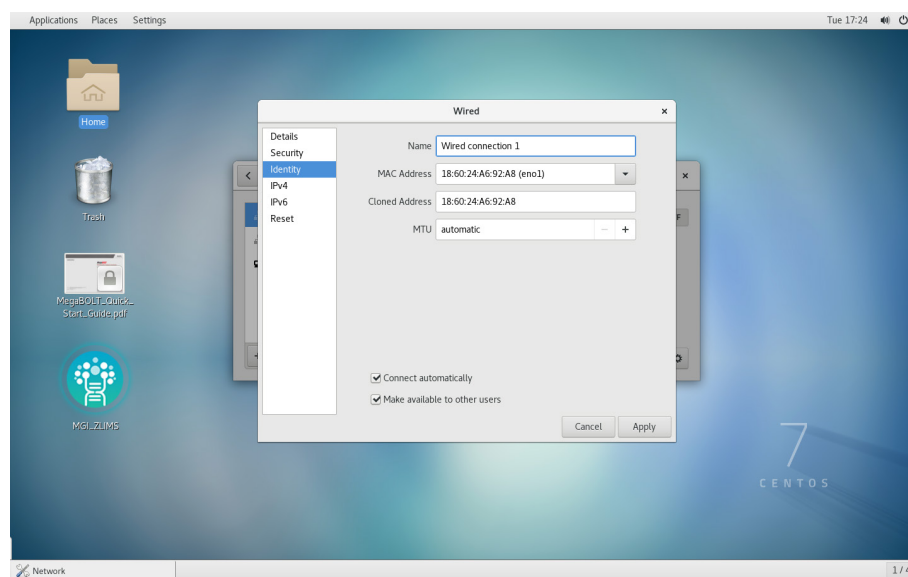 Applications Places Settings
Tue 17:24
Home
Trash
MegaBOLT_Quick_
Start_Guide.pdf
MGI_ZLIMS
Wired
Details
Security
Identity
IPv4
IPv6
Reset
Name Wired connection 1
MAC Address 18:60:24:A6:92:A8 (eno1)
Cloned Address 18:60:24:A6:92:A8
MTU automatic
Connect automatically
Make available to other users
Cancel Apply
7
CENTOS
Network
1 / 4